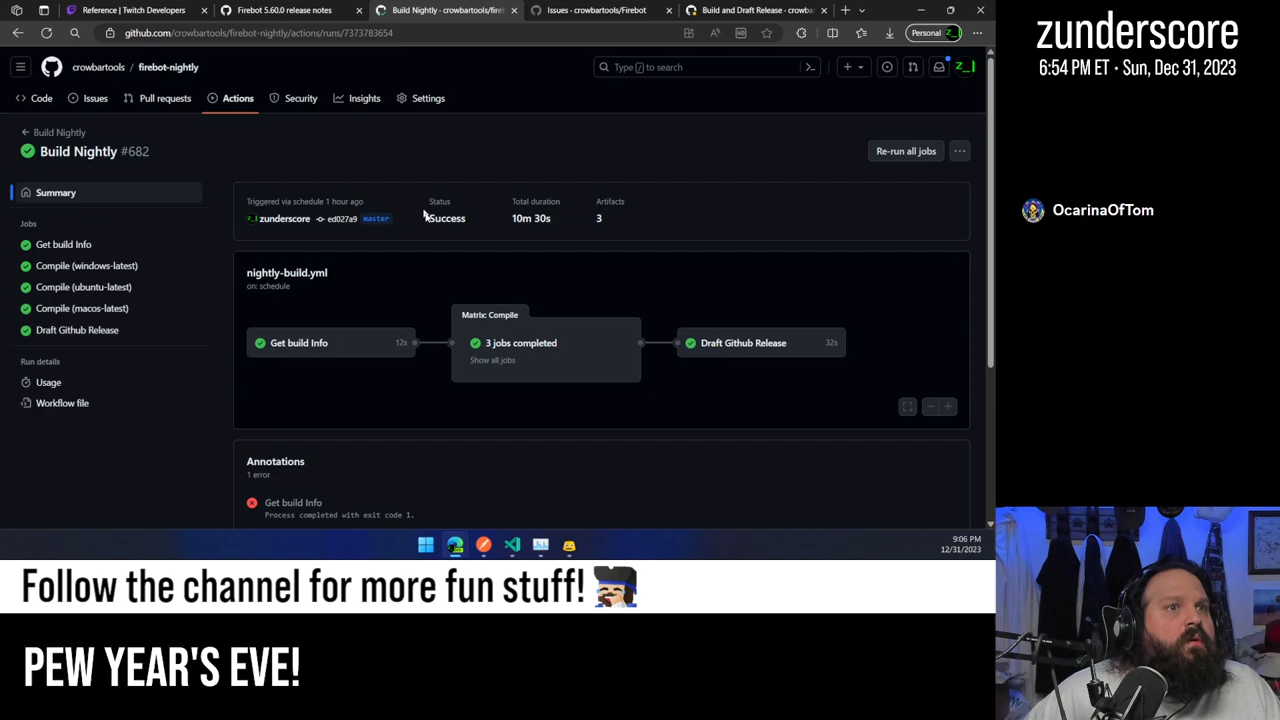 Reference | Twitch Developers
Firebot 5.60.0 release notes
Build Nightly · crowbartools/fire
Issues · crowbartools/Firebot
Build and Draft Release · crowba
github.com/crowbartools/firebot-nightly/actions/runs/7373783654
Personal
crowbartools / firebot-nightly
Type / to search
Code
Issues
Pull requests
Actions
Security
Insights
Settings
Build Nightly
Build Nightly #682
Re-run all jobs
Summary
Jobs
Get build Info
Compile (windows-latest)
Compile (ubuntu-latest)
Compile (macos-latest)
Draft Github Release
Run details
Usage
Workflow file
Triggered via schedule 1 hour ago
zunderscore ed027a9 master
Status
Success
Total duration
10m 30s
Artifacts
3
nightly-build.yml
on: schedule
Get build Info 12s
Matrix: Compile
3 jobs completed
Show all jobs
Draft Github Release 32s
Annotations
1 error
Get build Info
Process completed with exit code 1.
9:06 PM
12/31/2023
zunderscore
6:54 PM ET · Sun, Dec 31, 2023
OcarinaOfTom
Follow the channel for more fun stuff!
PEW YEAR'S EVE!